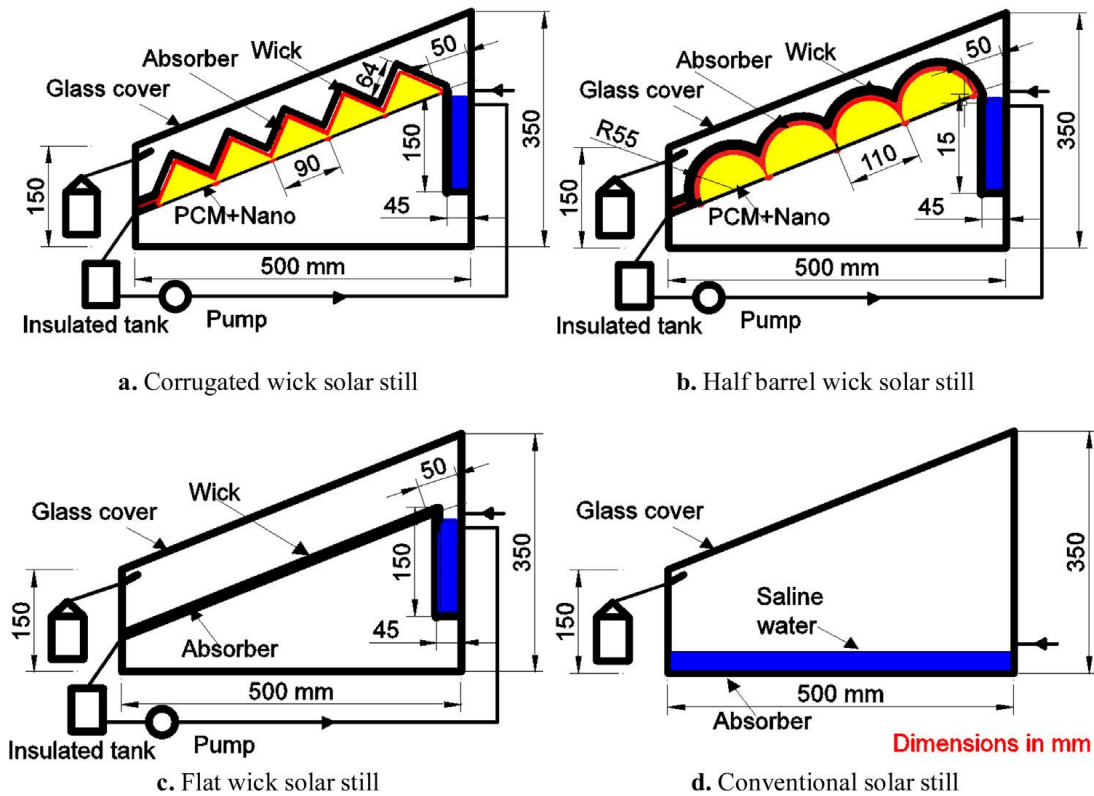 Absorber
Wick
50
64
Glass cover
150
350
150
90
PCM+Nano
45
500 mm
Insulated tank
Pump
a. Corrugated wick solar still
Absorber
Wick
50
Glass cover
R55
15
350
150
110
PCM+Nano
45
500 mm
Insulated tank
Pump
b. Half barrel wick solar still
Wick
50
Glass cover
150
350
150
Absorber
45
500 mm
Insulated tank
Pump
c. Flat wick solar still
Glass cover
350
150
Saline
water
500 mm
Absorber
Dimensions in mm
d. Conventional solar still